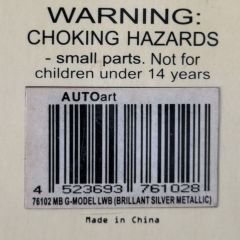 WARNING:
CHOKING HAZARDS
- small parts. Not for
children under 14 years
AUTOart
4 523693 761028
76102 MB G-MODEL LWB (BRILLANT SILVER METALLIC)
Made in China